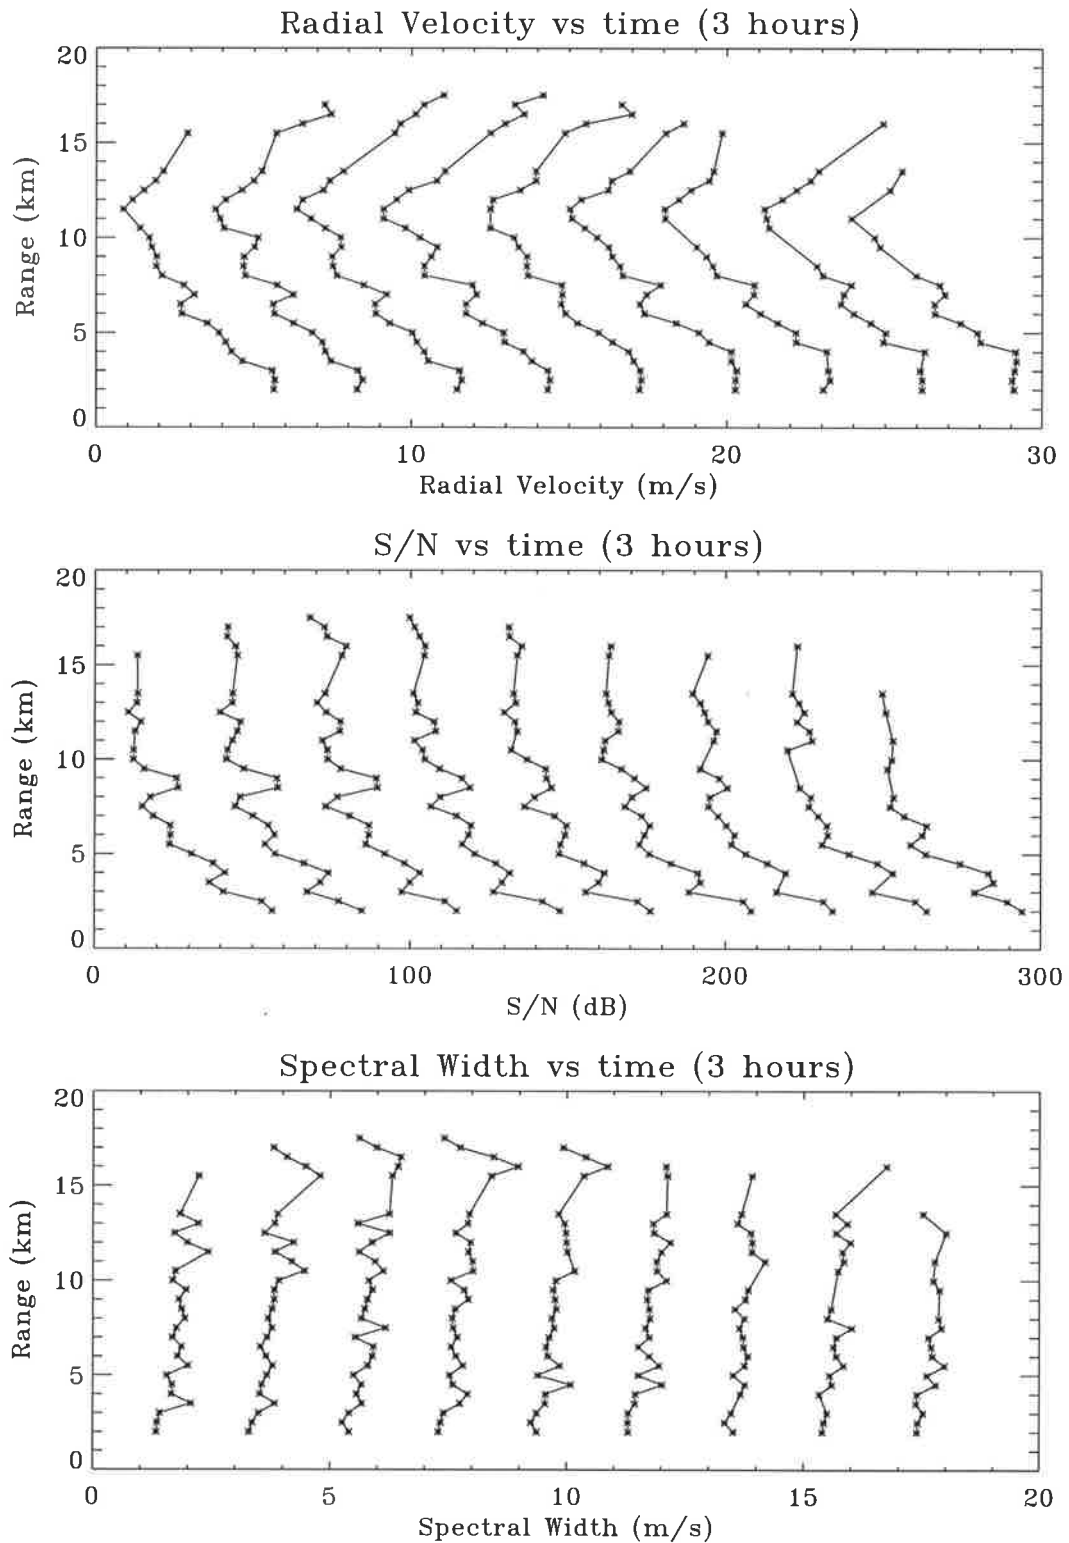 Radial Velocity vs time (3 hours)
20
15
10
5
0
Range (km)
0 10 20 30
Radial Velocity (m/s)
S/N vs time (3 hours)
20
15
10
5
0
Range (km)
0 100 200 300
S/N (dB)
Spectral Width vs time (3 hours)
20
15
10
5
0
Range (km)
0 5 10 15 20
Spectral Width (m/s)